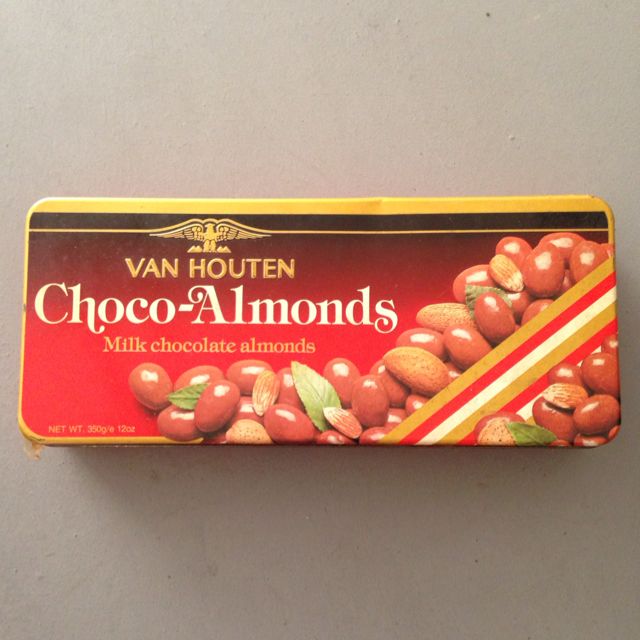 VAN HOUTEN
Choco-Almonds
Milk chocolate almonds
NET WT. 350g/e 12oz